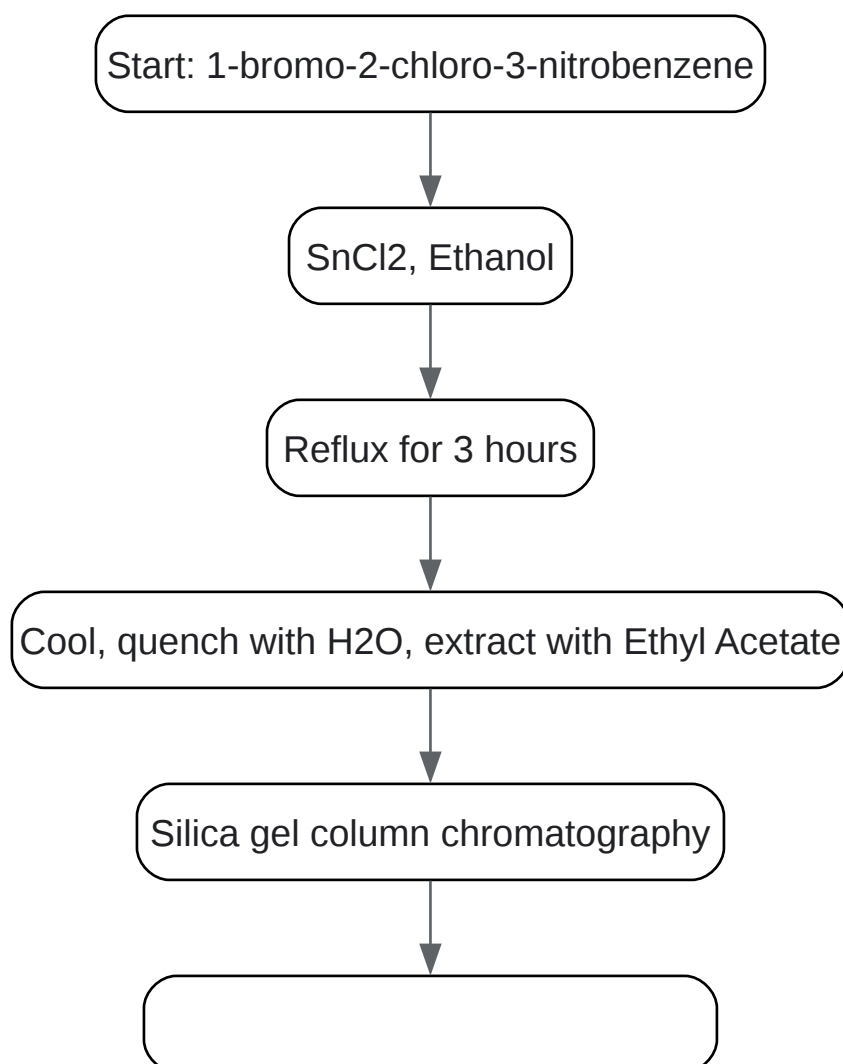 Start: 1-bromo-2-chloro-3-nitrobenzene
SnCl2, Ethanol
Reflux for 3 hours
Cool, quench with H2O, extract with Ethyl Acetate
Silica gel column chromatography